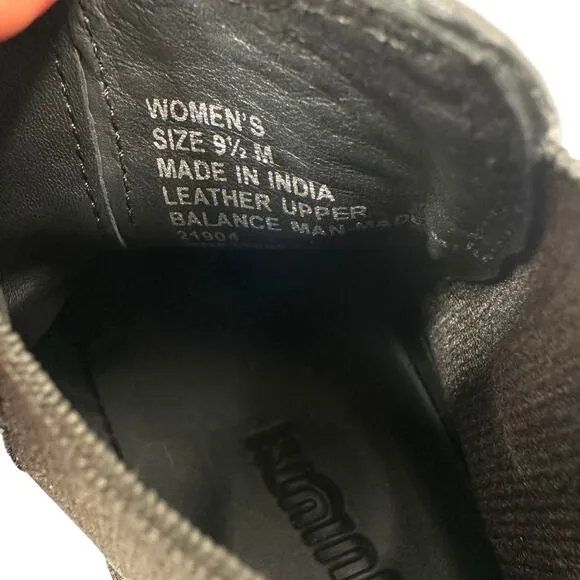 WOMEN'S
SIZE 9½ M
MADE IN INDIA
LEATHER UPPER
BALANCE MAN MADE
21904